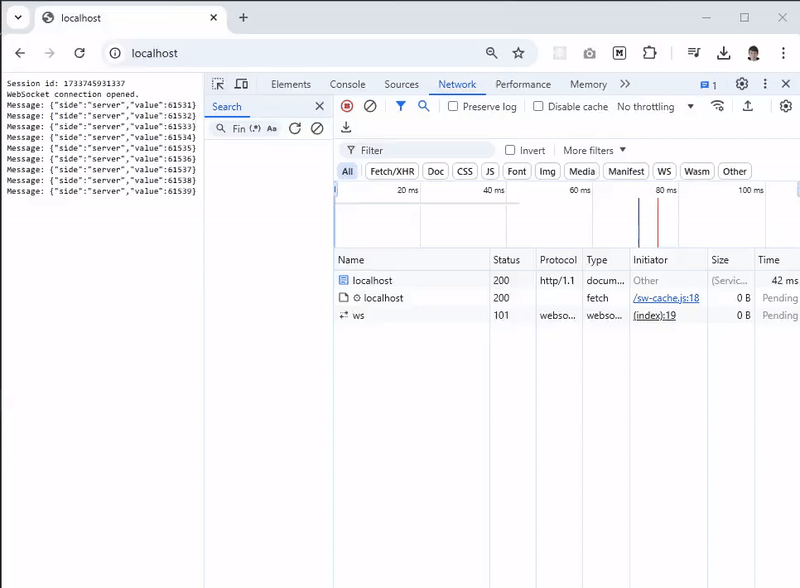 localhost
localhost
Session id: 1733745931337
WebSocket connection opened.
Message: {"side":"server","value":61531}
Message: {"side":"server","value":61532}
Message: {"side":"server","value":61533}
Message: {"side":"server","value":61534}
Message: {"side":"server","value":61535}
Message: {"side":"server","value":61536}
Message: {"side":"server","value":61537}
Message: {"side":"server","value":61538}
Message: {"side":"server","value":61539}
Elements Console Sources Network Performance Memory 1
Search
Fin (.*) Aa
Preserve log Disable cache No throttling
Filter Invert More filters
All Fetch/XHR Doc CSS JS Font Img Media Manifest WS Wasm Other
20 ms 40 ms 60 ms 80 ms 100 ms
Name Status Protocol Type Initiator Size Time
localhost 200 http/1.1 docum... Other (Servic... 42 ms
localhost 200 fetch /sw-cache.js:18 0 B Pending
ws 101 webso... webso... (index):19 0 B Pending